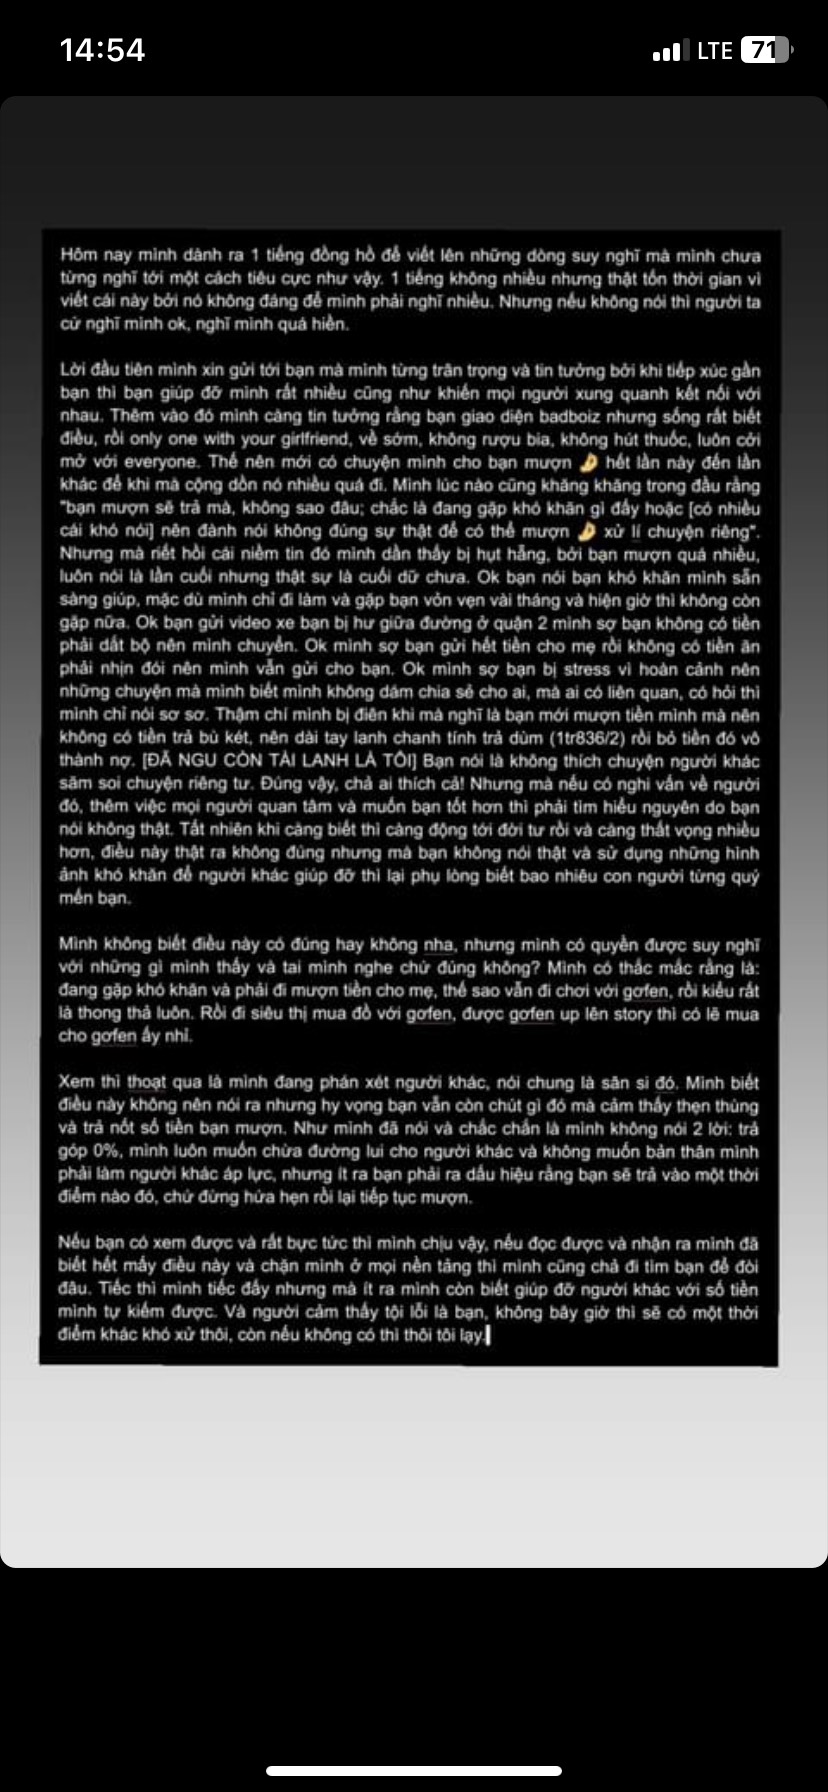 14:54
LTE 71
Hôm nay mình dành ra 1 tiếng đồng hồ để viết lên những dòng suy nghĩ mà mình chưa
từng nghĩ tới một cách tiêu cực như vậy. 1 tiếng không nhiều nhưng thật tốn thời gian vì
viết cái này bởi nó không đáng để mình phải nghĩ nhiều. Nhưng nếu không nói thì người ta
cứ nghĩ mình ok, nghĩ mình quá hiền.
Lời đầu tiên mình xin gửi tới bạn mà mình từng trân trọng và tin tưởng bởi khi tiếp xúc gần
bạn thì bạn giúp đỡ mình rất nhiều cũng như khiến mọi người xung quanh kết nối với
nhau. Thêm vào đó mình càng tin tưởng rằng bạn giao diện badboiz nhưng sống rất biết
điều, rồi only one with your girlfriend, về sớm, không rượu bia, không hút thuốc, luôn cởi
mở với everyone. Thế nên mới có chuyện mình cho bạn mượn 🤌 hết lần này đến lần
khác để khi mà cộng dồn nó nhiều quá đi. Mình lúc nào cũng khăng khăng trong đầu rằng
"bạn mượn sẽ trả mà, không sao đâu; chắc là đang gặp khó khăn gì đấy hoặc [có nhiều
cái khó nói] nên đành nói không đúng sự thật để có thể mượn 🤌 xử lí chuyện riêng".
Nhưng mà riết hồi cái niềm tin đó mình dần thấy bị hụt hẫng, bởi bạn mượn quá nhiều,
luôn nói là lần cuối nhưng thật sự là cuối dữ chưa. Ok bạn nói bạn khó khăn mình sẵn
sàng giúp, mặc dù mình chỉ đi làm và gặp bạn vỏn vẹn vài tháng và hiện giờ thì không còn
gặp nữa. Ok bạn gửi video xe bạn bị hư giữa đường ở quận 2 mình sợ bạn không có tiền
phải dắt bộ nên mình chuyển. Ok mình sợ bạn gửi hết tiền cho mẹ rồi không có tiền ăn
phải nhịn đói nên mình vẫn gửi cho bạn. Ok mình sợ bạn bị stress vì hoàn cảnh nên
những chuyện mà mình biết mình không dám chia sẻ cho ai, mà ai có liên quan, có hỏi thì
mình chỉ nói sơ sơ. Thậm chí mình bị điên khi mà nghĩ là bạn mới mượn tiền mình mà nên
không có tiền trả bù két, nên dài tay lanh chanh tính trả dùm (1tr836/2) rồi bỏ tiền đó vô
thành nợ. [ĐÃ NGU CÒN TÀI LANH LÀ TÔI] Bạn nói là không thích chuyện người khác
săm soi chuyện riêng tư. Đúng vậy, chả ai thích cả! Nhưng mà nếu có nghi vấn về người
đó, thêm việc mọi người quan tâm và muốn bạn tốt hơn thì phải tìm hiểu nguyên do bạn
nói không thật. Tất nhiên khi càng biết thì càng động tới đời tư rồi và càng thất vọng nhiều
hơn, điều này thật ra không đúng nhưng mà bạn không nói thật và sử dụng những hình
ảnh khó khăn để người khác giúp đỡ thì lại phụ lòng biết bao nhiêu con người từng quý
mến bạn.
Mình không biết điều này có đúng hay không nha, nhưng mình có quyền được suy nghĩ
với những gì mình thấy và tai mình nghe chứ đúng không? Mình có thắc mắc rằng là:
đang gặp khó khăn và phải đi mượn tiền cho mẹ, thế sao vẫn đi chơi với gơfen, rồi kiểu rất
là thong thả luôn. Rồi đi siêu thị mua đồ với gơfen, được gơfen up lên story thì có lẽ mua
cho gơfen ấy nhỉ.
Xem thì thoạt qua là mình đang phán xét người khác, nói chung là săn si đó. Mình biết
điều này không nên nói ra nhưng hy vọng bạn vẫn còn chút gì đó mà cảm thấy thẹn thùng
và trả nốt số tiền bạn mượn. Như mình đã nói và chắc chắn là mình không nói 2 lời: trả
góp 0%, mình luôn muốn chừa đường lui cho người khác và không muốn bản thân mình
phải làm người khác áp lực, nhưng ít ra bạn phải ra dấu hiệu rằng bạn sẽ trả vào một thời
điểm nào đó, chứ đừng hứa hẹn rồi lại tiếp tục mượn.
Nếu bạn có xem được và rất bực tức thì mình chịu vậy, nếu đọc được và nhận ra mình đã
biết hết mấy điều này và chặn mình ở mọi nền tảng thì mình cũng chả đi tìm bạn để đòi
đâu. Tiếc thì mình tiếc đấy nhưng mà ít ra mình còn biết giúp đỡ người khác với số tiền
mình tự kiếm được. Và người cảm thấy tội lỗi là bạn, không bây giờ thì sẽ có một thời
điểm khác khó xử thôi, còn nếu không có thì thôi tôi lạy.